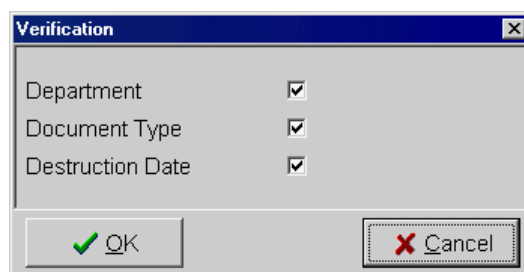 Verification
Department
Document Type
Destruction Date
OK
Cancel